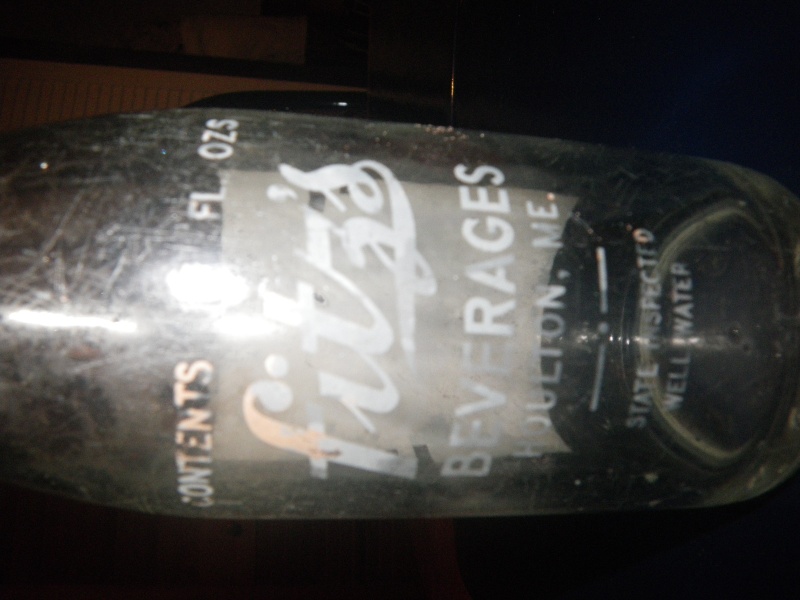 CONTENTS FL. OZS
fitz's
BEVERAGES
HOULTON, ME.
STATE INSPECTED
WELL WATER